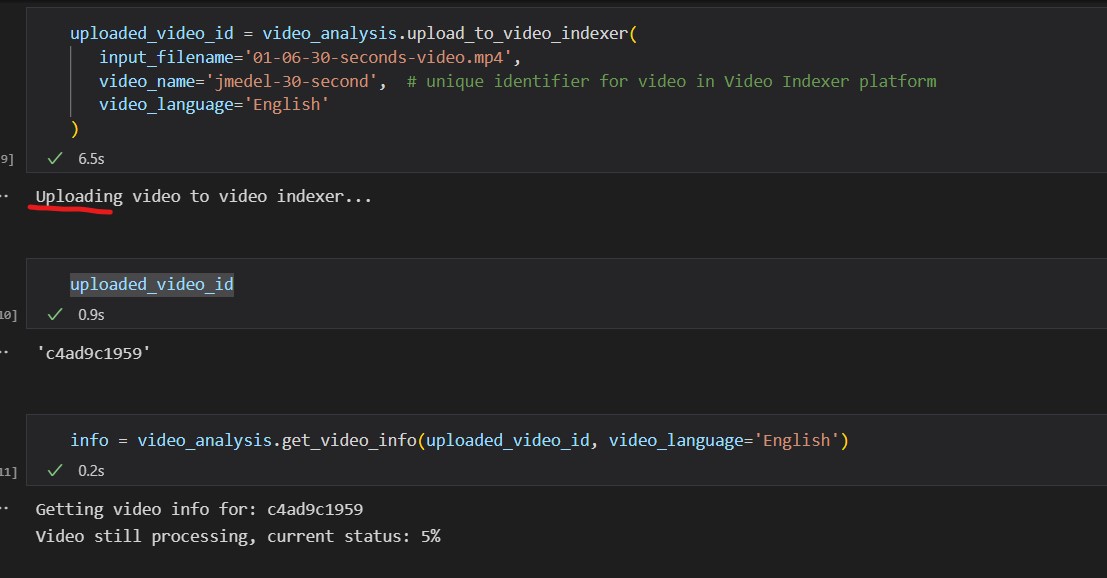 uploaded_video_id = video_analysis.upload_to_video_indexer(
input_filename='01-06-30-seconds-video.mp4',
video_name='jmedel-30-second',  # unique identifier for video in Video Indexer platform
video_language='English'
)
9]
6.5s
Uploading video to video indexer...
uploaded_video_id
10]
0.9s
'c4ad9c1959'
info = video_analysis.get_video_info(uploaded_video_id, video_language='English')
11]
0.2s
Getting video info for: c4ad9c1959
Video still processing, current status: 5%